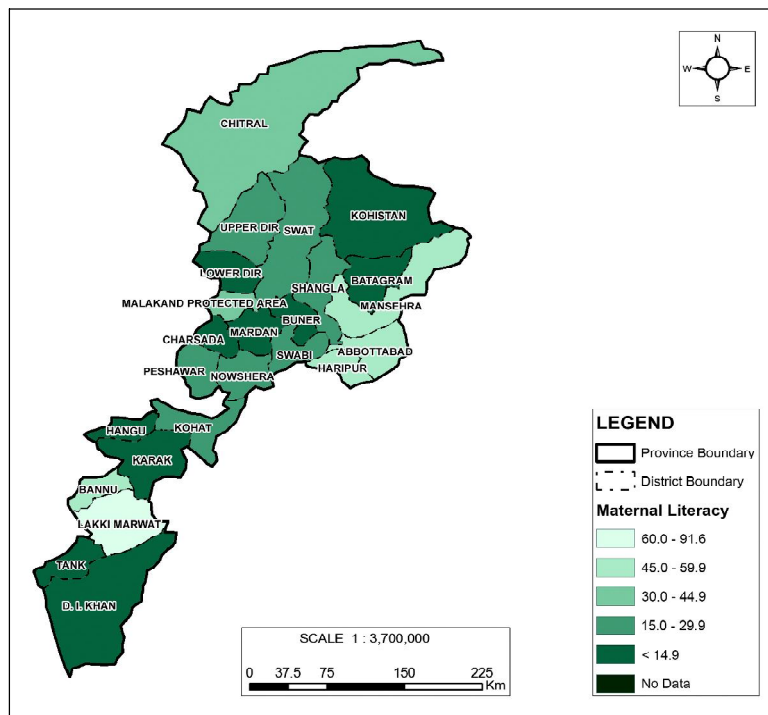 N
W E
S
CHITRAL
KOHISTAN
UPPER DIR
SWAT
LOWER DIR
BATAGRAM
SHANGLA
MALAKAND PROTECTED AREA
MANSEHRA
BUNER
MARDAN
CHARSADA
ABBOTTABAD
SWABI
HARIPUR
PESHAWAR
NOWSHERA
HANGU
KOHAT
KARAK
BANNU
LAKKI MARWAT
TANK
D. I. KHAN
LEGEND
Province Boundary
District Boundary
Maternal Literacy
60.0 - 91.6
45.0 - 59.9
30.0 - 44.9
15.0 - 29.9
< 14.9
No Data
SCALE 1 : 3,700,000
0 37.5 75 150 225
Km